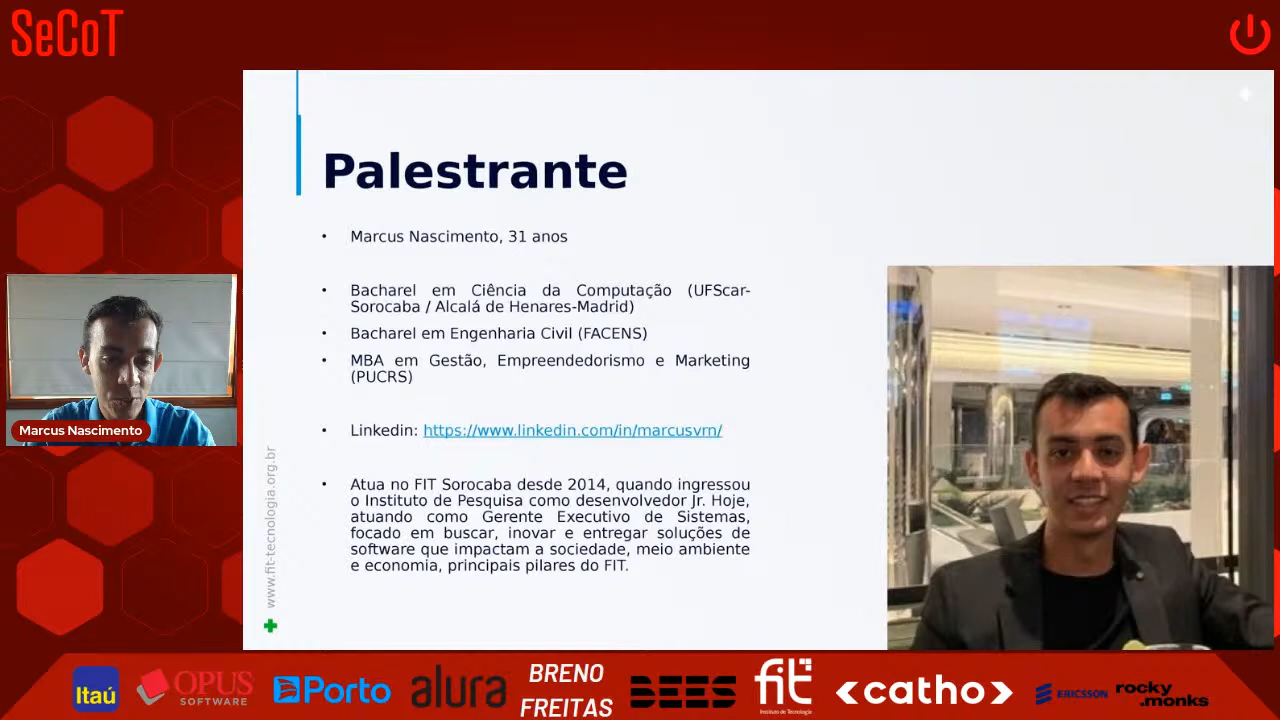 SeCoT
Palestrante
• Marcus Nascimento, 31 anos
• Bacharel em Ciência da Computação (UFScar-
Sorocaba / Alcalá de Henares-Madrid)
• Bacharel em Engenharia Civil (FACENS)
• MBA em Gestão, Empreendedorismo e Marketing
(PUCRS)
• Linkedin: https://www.linkedin.com/in/marcusvrn/
• Atua no FIT Sorocaba desde 2014, quando ingressou
o Instituto de Pesquisa como desenvolvedor Jr. Hoje,
atuando como Gerente Executivo de Sistemas,
focado em buscar, inovar e entregar soluções de
software que impactam a sociedade, meio ambiente
e economia, principais pilares do FIT.
www.fit-tecnologia.org.br
Marcus Nascimento
Itaú
OPUS
SOFTWARE
Porto
alura
BRENO
FREITAS
BEES
fit
Instituto de Tecnologia
catho
ERICSSON
rocky
.monks